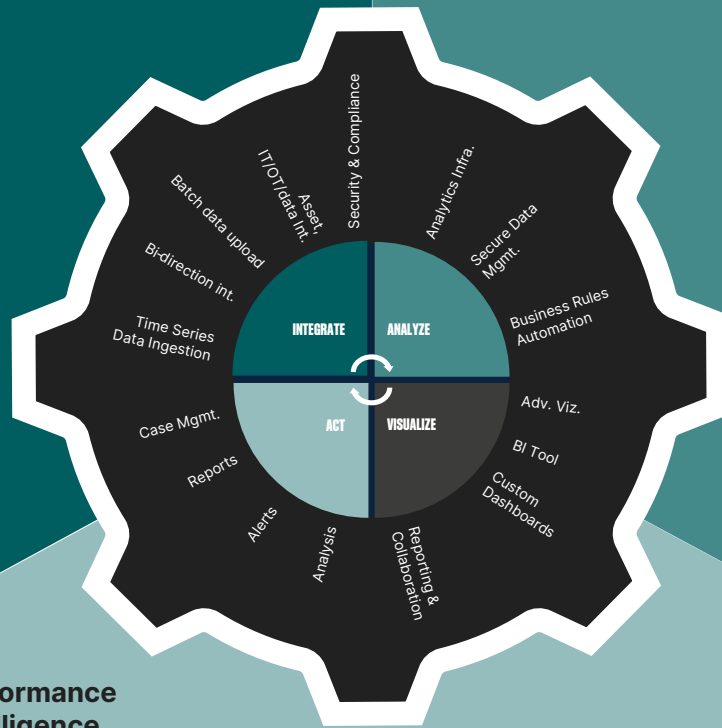 Security & Compliance
Asset,
IT/OT/data Int.
Batch data upload
Bi-direction int.
Time Series
Data Ingestion
Analytics Infra.
Secure Data
Mgmt.
Business Rules
Automation
INTEGRATE
ANALYZE
ACT
VISUALIZE
Case Mgmt.
Reports
Alerts
Analysis
Adv. Viz.
BI Tool
Custom
Dashboards
Reporting &
Collaboration
ormance
lligence